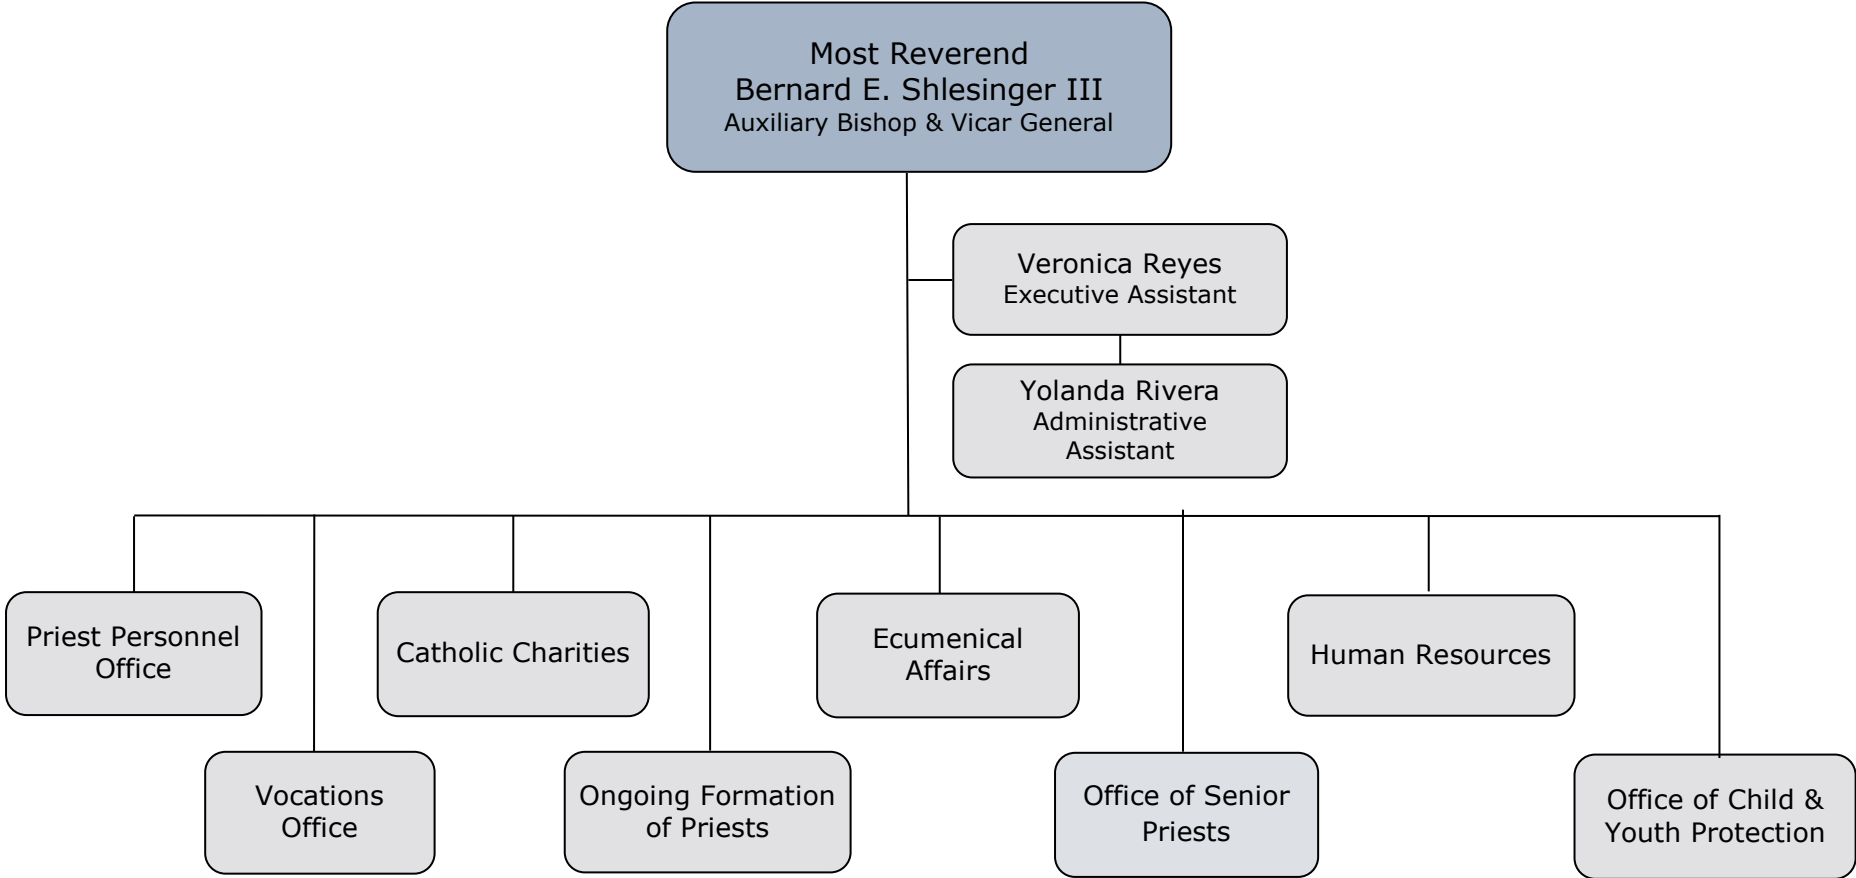 Most Reverend
Bernard E. Shlesinger III
Auxiliary Bishop & Vicar General
Veronica Reyes
Executive Assistant
Yolanda Rivera
Administrative
Assistant
Priest Personnel
Office
Catholic Charities
Ecumenical
Affairs
Human Resources
Vocations
Office
Ongoing Formation
of Priests
Office of Senior
Priests
Office of Child &
Youth Protection